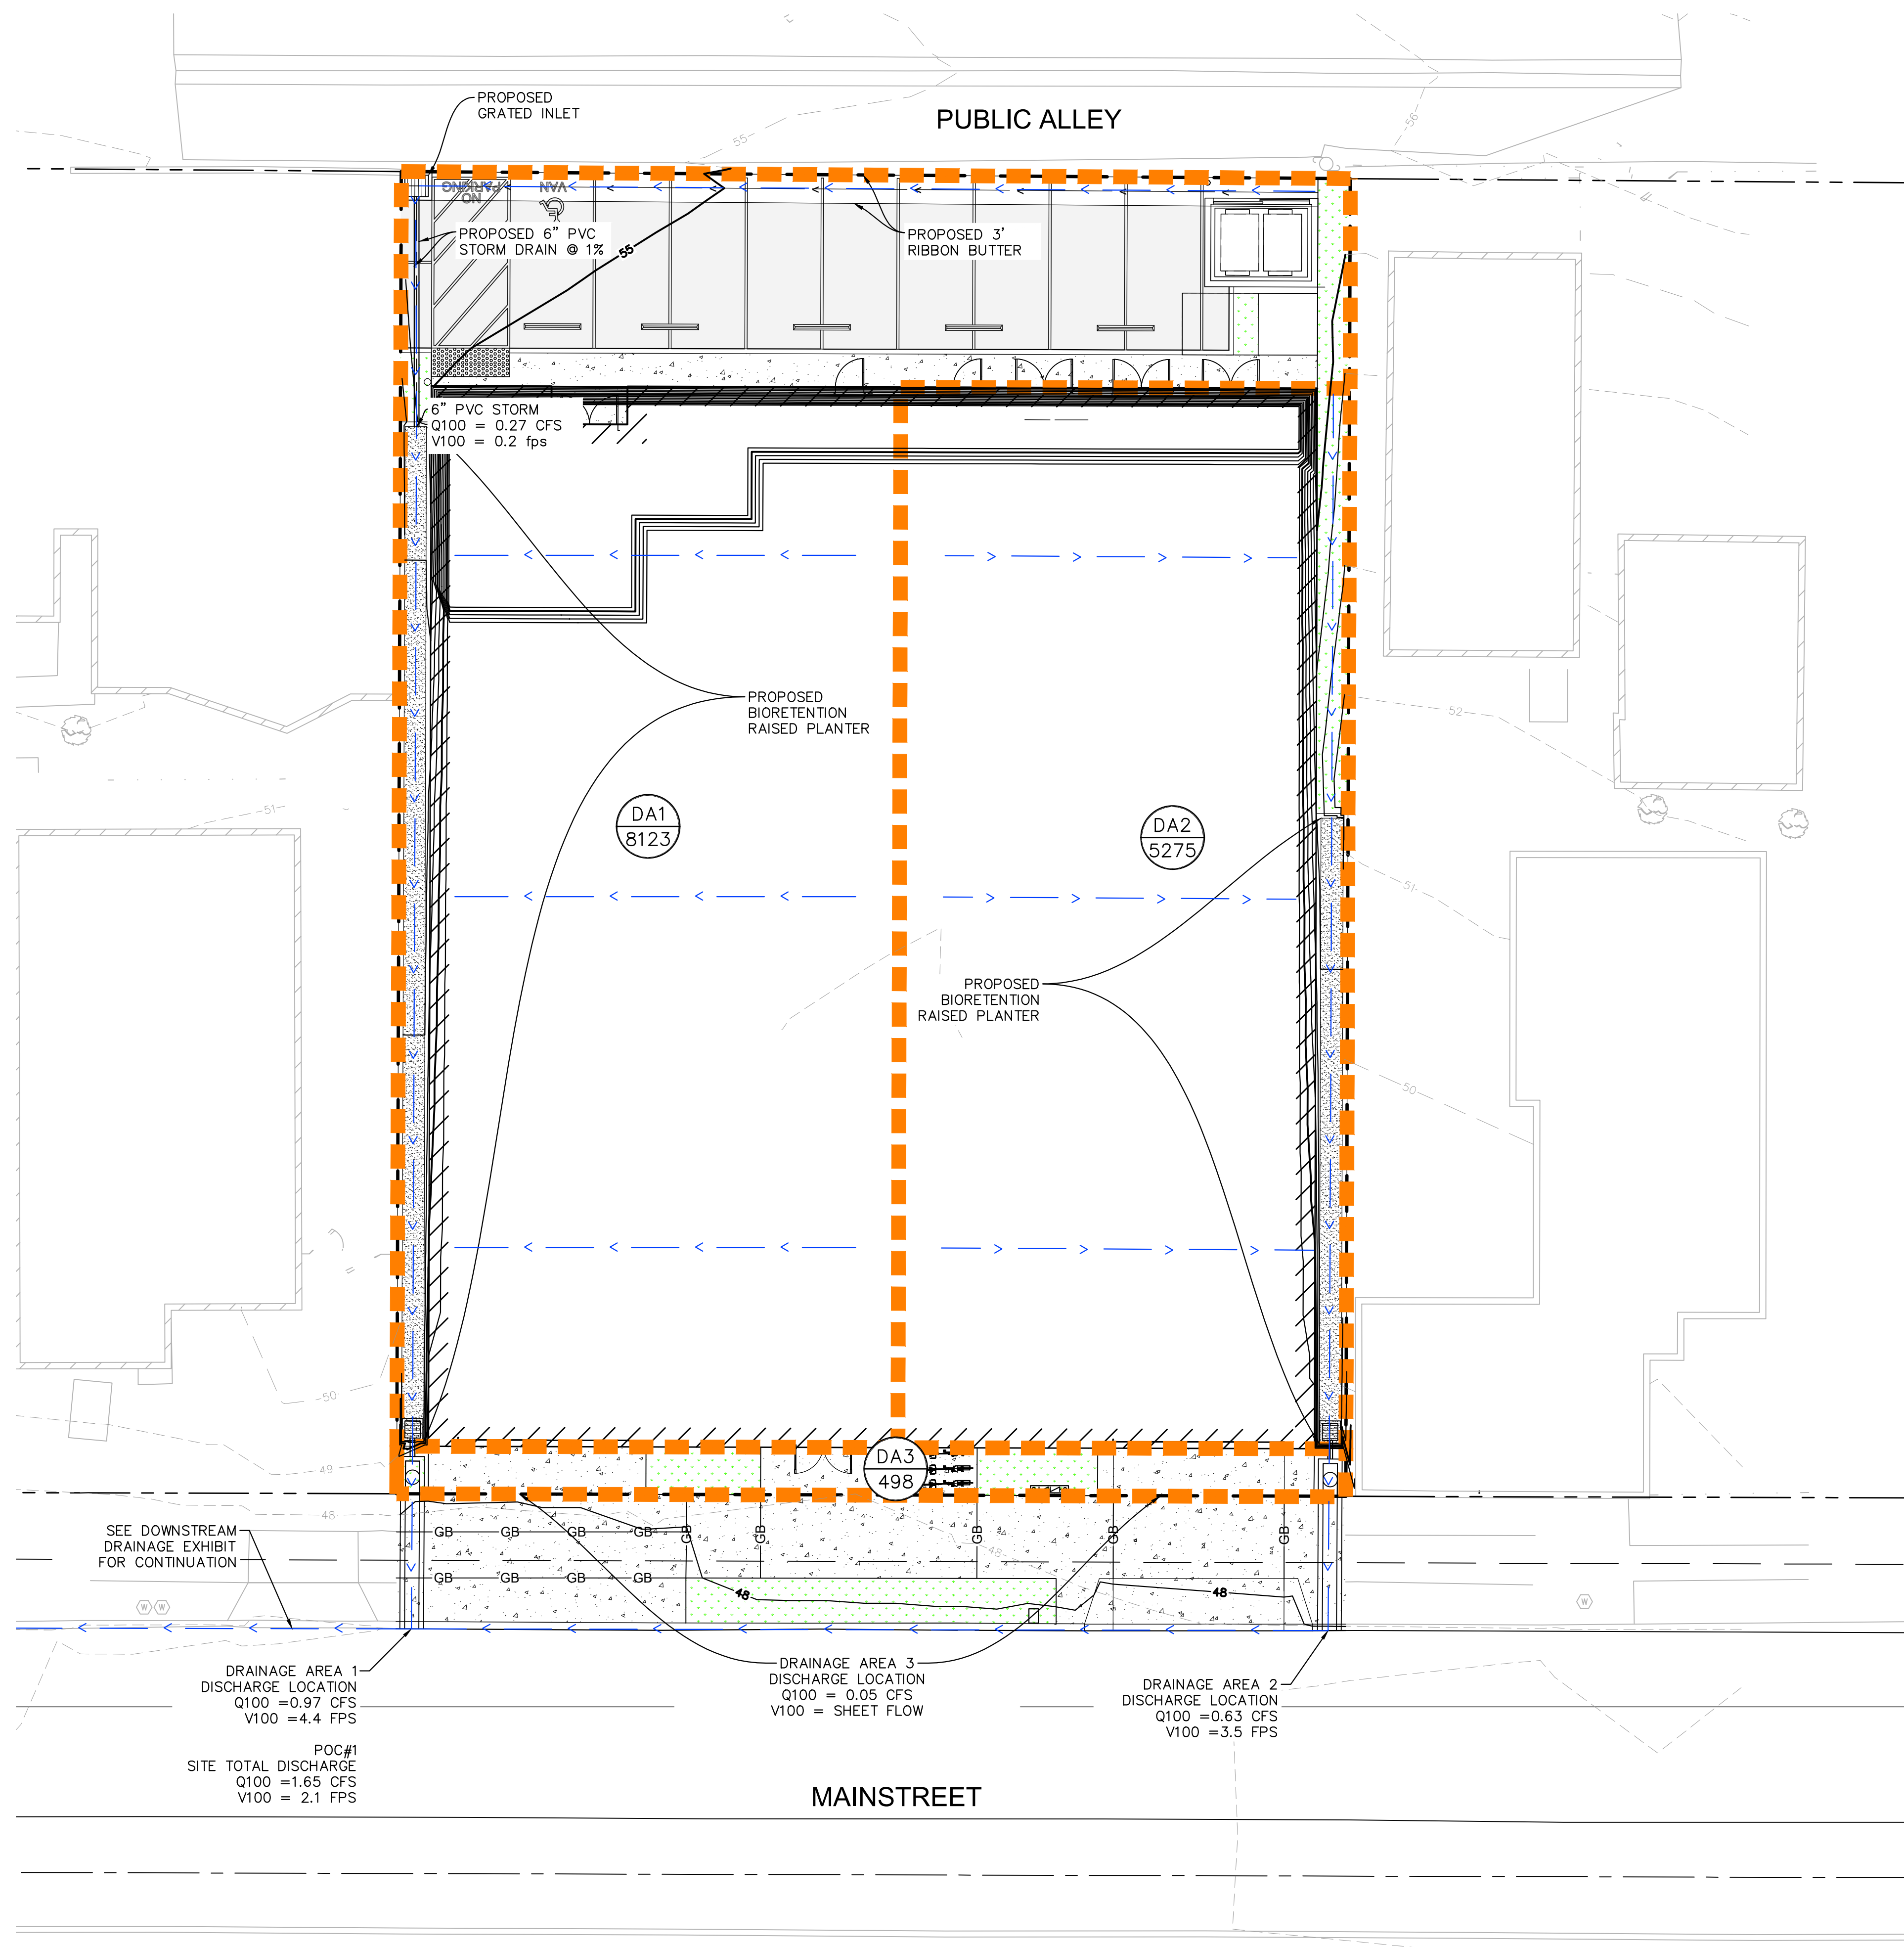 PROPOSED
GRATED INLET
PUBLIC ALLEY
55
56
NO
PARKING
VAN
PROPOSED 6" PVC
STORM DRAIN @ 1%
55
PROPOSED 3'
RIBBON BUTTER
6" PVC STORM
Q100 = 0.27 CFS
V100 = 0.2 fps
PROPOSED
BIORETENTION
RAISED PLANTER
52
51
DA1
8123
DA2
5275
51
PROPOSED
BIORETENTION
RAISED PLANTER
50
50
49
48
DA3
498
SEE DOWNSTREAM
DRAINAGE EXHIBIT
FOR CONTINUATION
GB GB GB GB GB GB GB GB GB
48
GB GB GB GB
48
48
W W
W
DRAINAGE AREA 1
DISCHARGE LOCATION
Q100 =0.97 CFS
V100 =4.4 FPS
DRAINAGE AREA 3
DISCHARGE LOCATION
Q100 = 0.05 CFS
V100 = SHEET FLOW
DRAINAGE AREA 2
DISCHARGE LOCATION
Q100 =0.63 CFS
V100 =3.5 FPS
POC#1
SITE TOTAL DISCHARGE
Q100 =1.65 CFS
V100 = 2.1 FPS
MAINSTREET